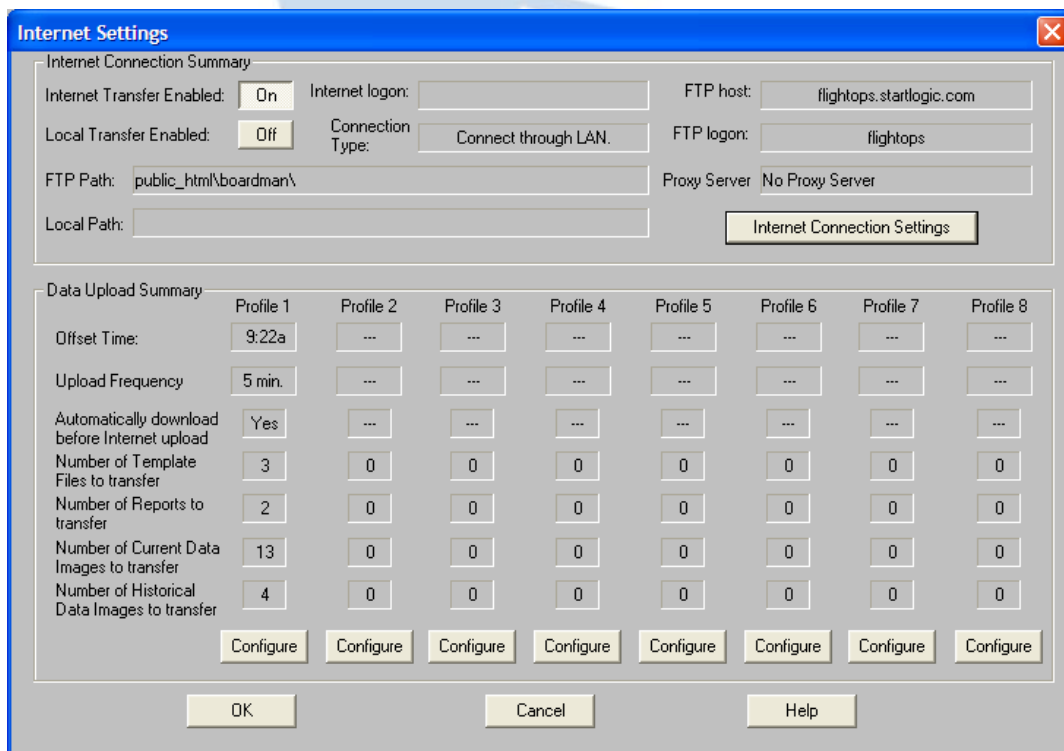 Internet Settings
Internet Connection Summary
Internet Transfer Enabled: On Internet logon: FTP host: flightops.startlogic.com
Local Transfer Enabled: Off Connection Type: Connect through LAN. FTP logon: flightops
FTP Path: public_html\boardman\ Proxy Server No Proxy Server
Local Path: Internet Connection Settings
Data Upload Summary
Profile 1 Profile 2 Profile 3 Profile 4 Profile 5 Profile 6 Profile 7 Profile 8
Offset Time: 9:22a --- --- --- --- --- --- ---
Upload Frequency 5 min. --- --- --- --- --- --- ---
Automatically download
before Internet upload Yes --- --- --- --- --- --- ---
Number of Template
Files to transfer 3 0 0 0 0 0 0 0
Number of Reports to
transfer 2 0 0 0 0 0 0 0
Number of Current Data
Images to transfer 13 0 0 0 0 0 0 0
Number of Historical
Data Images to transfer 4 0 0 0 0 0 0 0
Configure Configure Configure Configure Configure Configure Configure Configure
OK Cancel Help